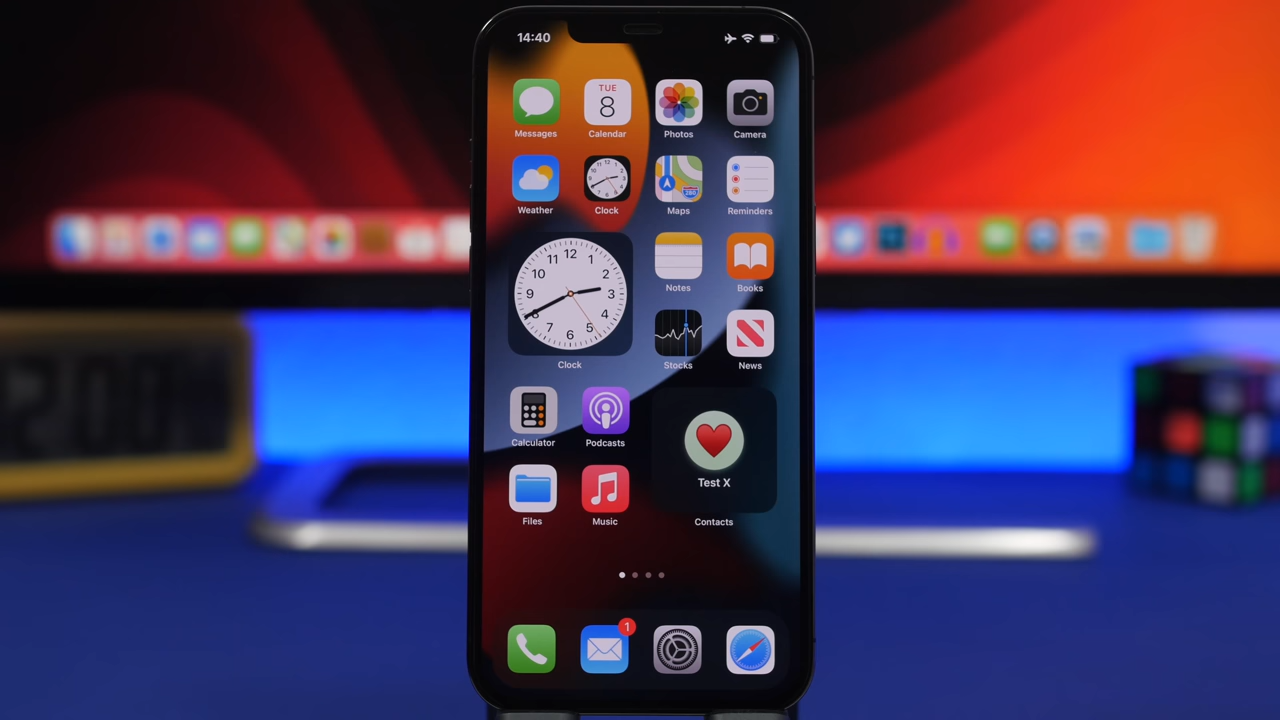 14:40
TUE
8
Messages
Calendar
Photos
Camera
280
Weather
Clock
Maps
Reminders
12
11 1
10 2
9 3
8 4
7 5
6
Notes
Books
Clock
Stocks
News
Calculator
Podcasts
Test X
Files
Music
Contacts
1